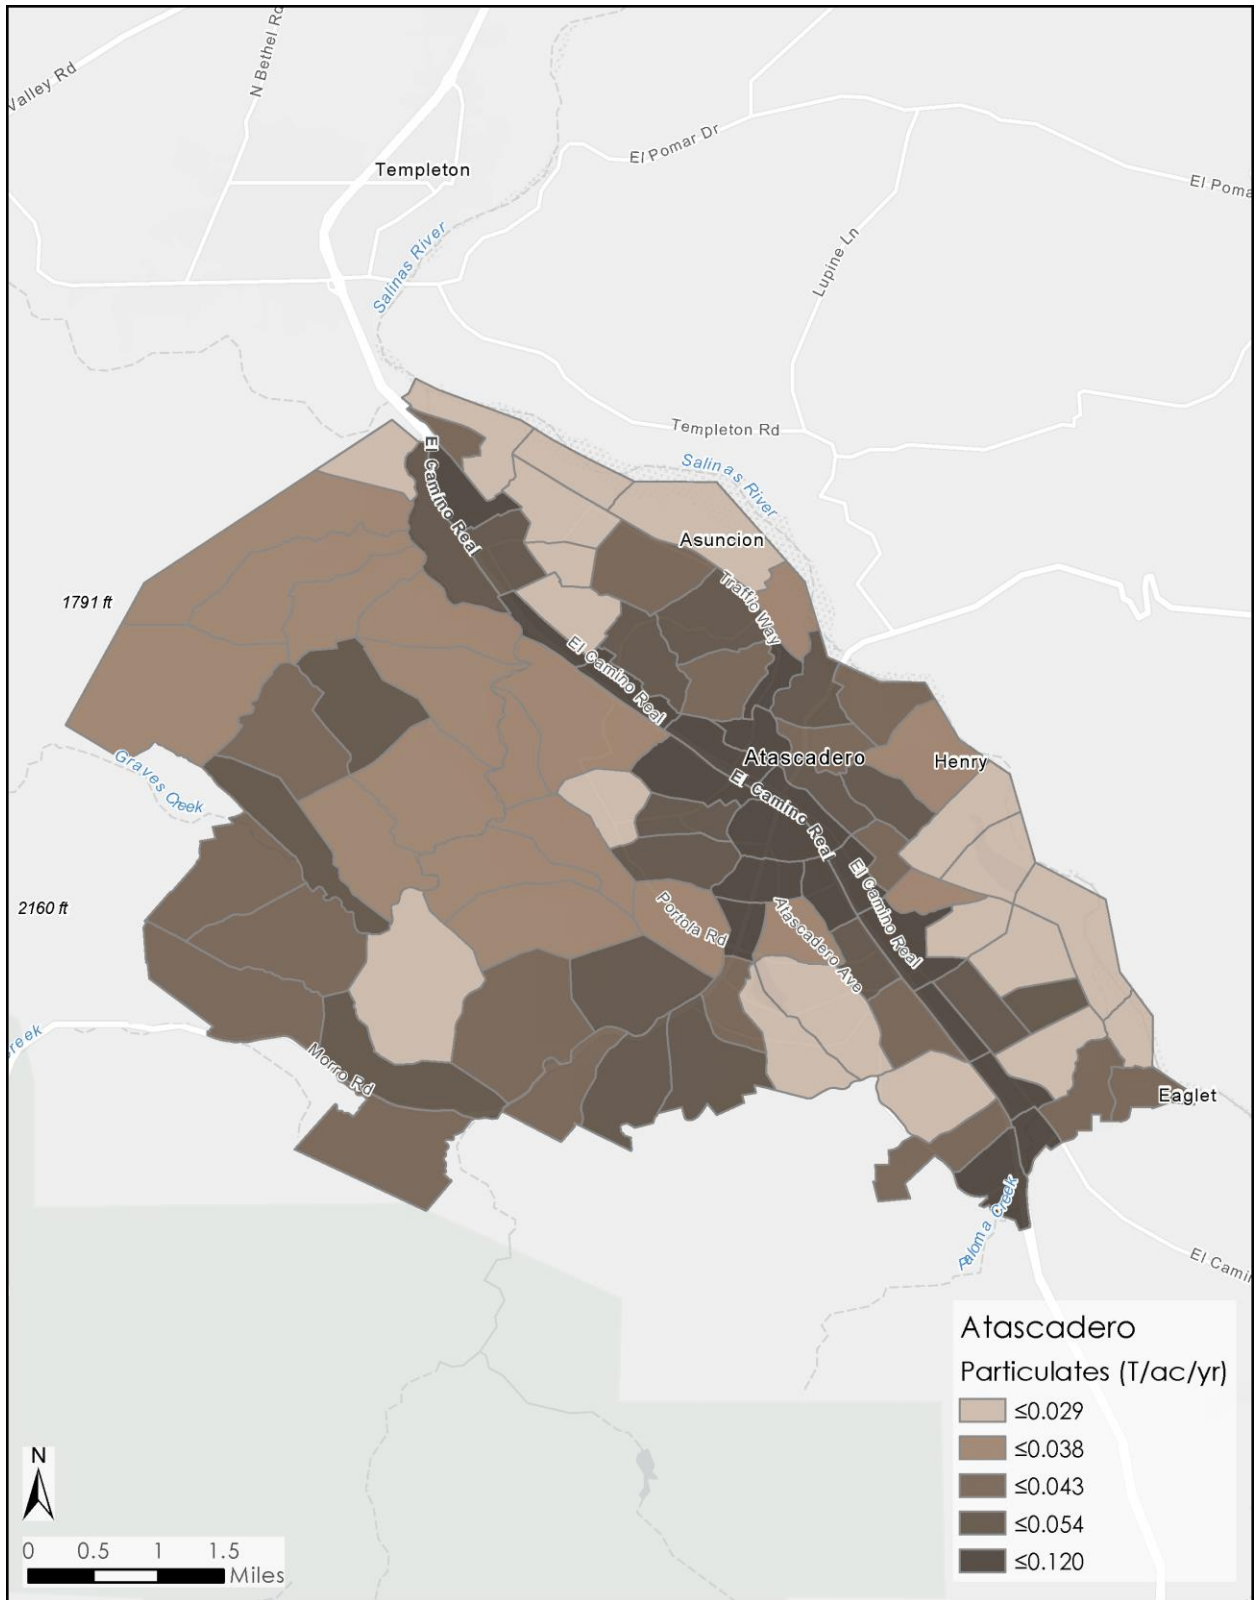 Valley Rd
N Bethel Rd
Templeton
El Pomar Dr
El Poma
Salinas River
Lupine Ln
Templeton Rd
El Camino Real
Salinas River
Asuncion
Traffic Way
1791 ft
El Camino Real
Atascadero
Henry
Graves Creek
El Camino Real
El Camino Real
2160 ft
Portola Rd
Atascadero Ave
reek
Morro Rd
Eaglet
Paloma Creek
El Camin
Atascadero
Particulates (T/ac/yr)
≤0.029
≤0.038
≤0.043
≤0.054
≤0.120
N
0 0.5 1 1.5
Miles